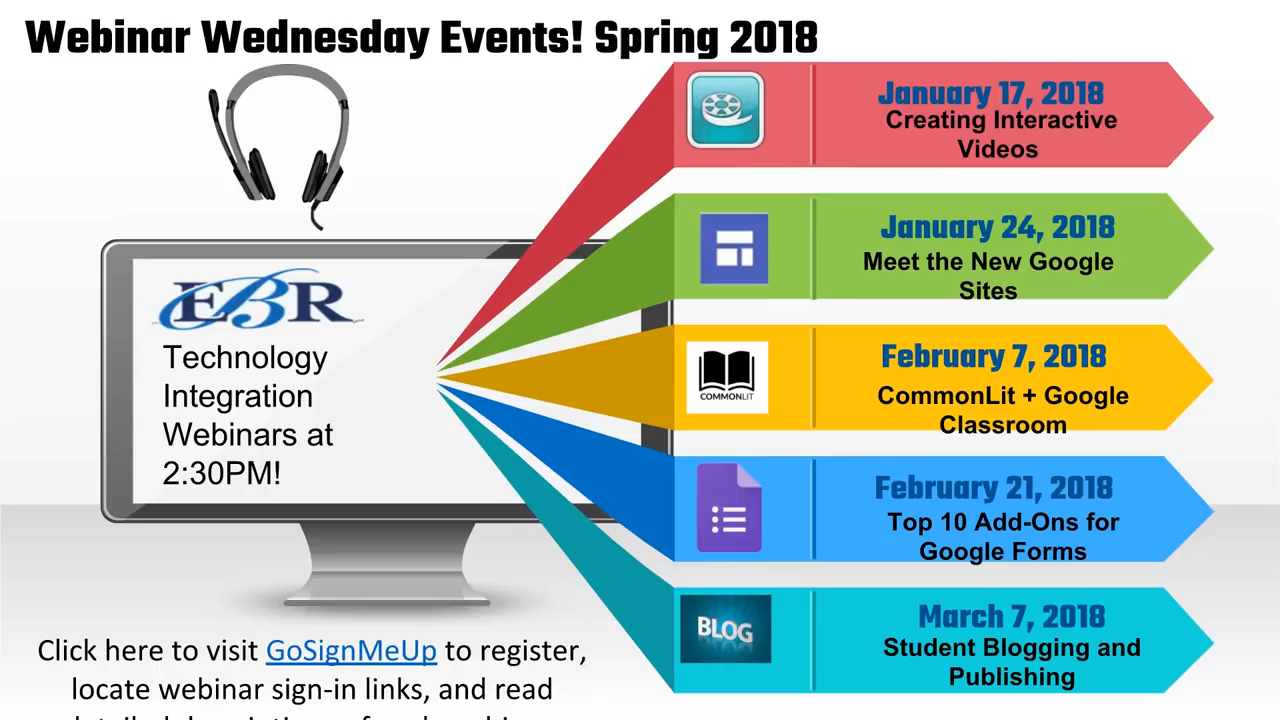 Webinar Wednesday Events! Spring 2018
EBR
Technology
Integration
Webinars at
2:30PM!
January 17, 2018
Creating Interactive
Videos
January 24, 2018
Meet the New Google
Sites
COMMONLIT
February 7, 2018
CommonLit + Google
Classroom
February 21, 2018
Top 10 Add-Ons for
Google Forms
BLOG
March 7, 2018
Student Blogging and
Publishing
Click here to visit GoSignMeUp to register,
locate webinar sign-in links, and read